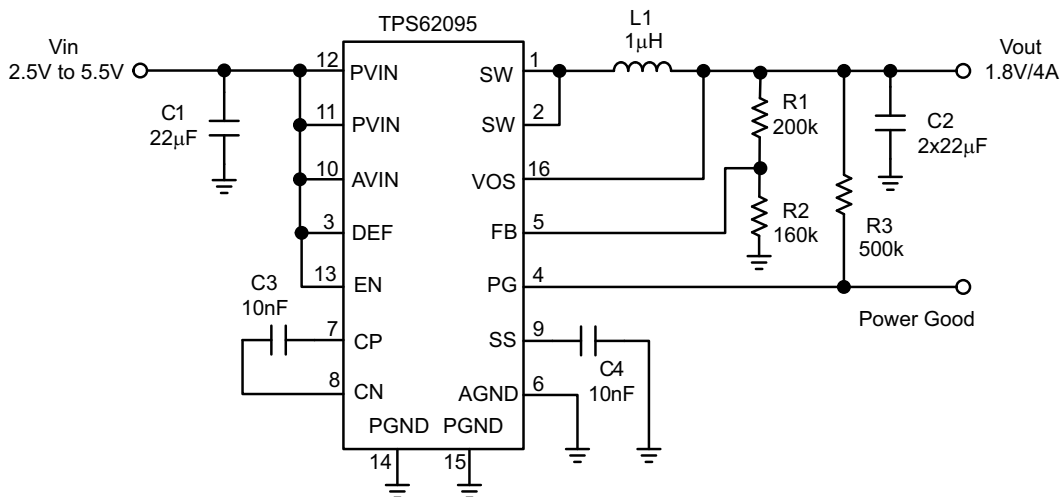 TPS62095
L1
1μH
Vin
2.5V to 5.5V
Vout
1.8V/4A
12
PVIN
SW
1
11
PVIN
SW
2
10
AVIN
VOS
16
3
DEF
FB
5
13
EN
PG
4
7
CP
SS
9
8
CN
AGND
6
PGND
PGND
14
15
C1
22μF
C3
10nF
C4
10nF
R1
200k
R2
160k
R3
500k
C2
2x22μF
Power Good